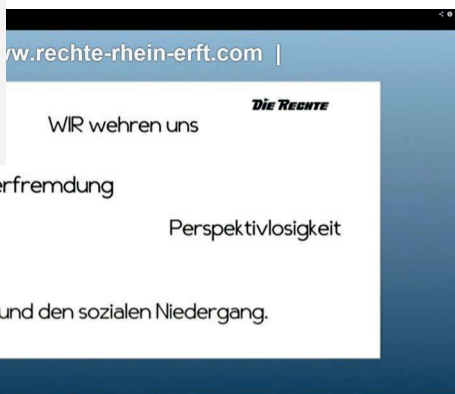 w.rechte-rhein-erft.com |
DIE RECHTE
WIR wehren uns
erfremdung
Perspektivlosigkeit
und den sozialen Niedergang.